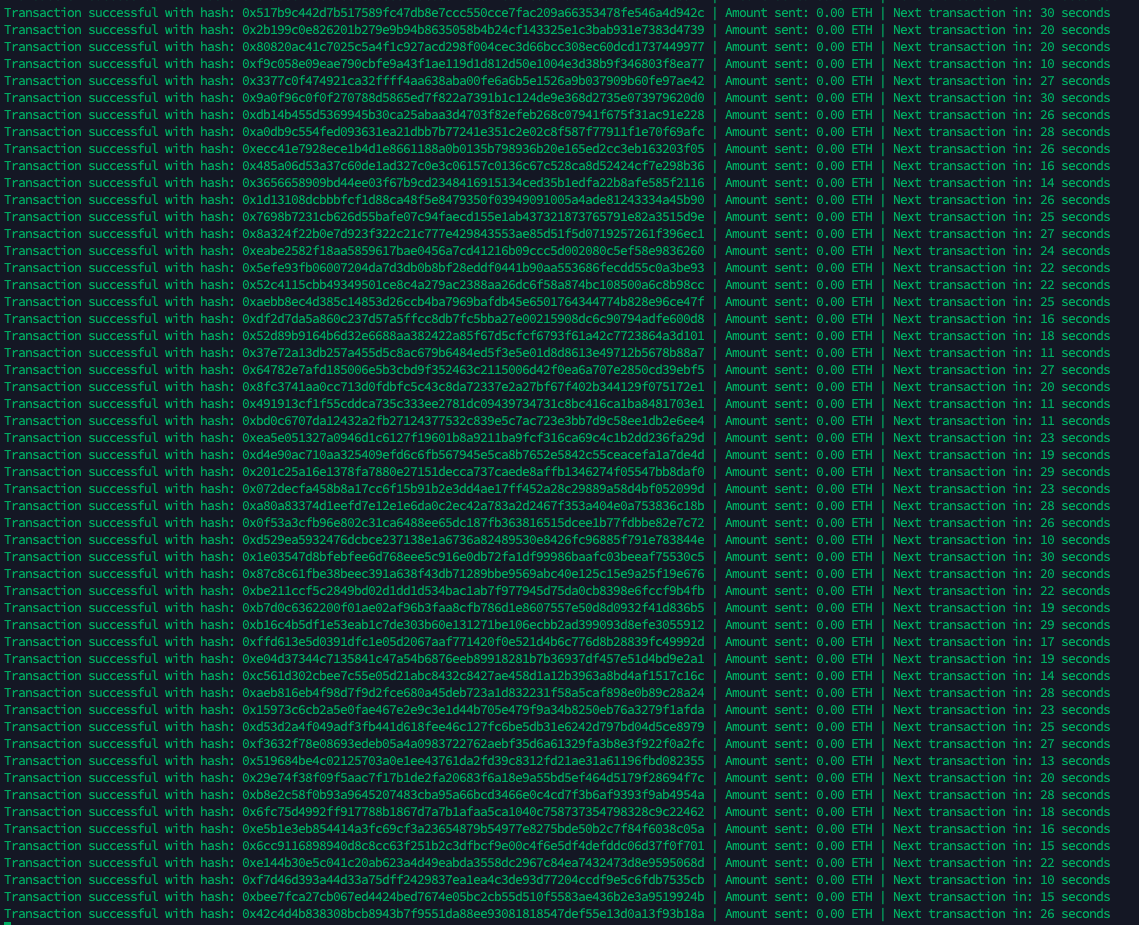 Transaction successful with hash: 0x517b9c442d7b517589fc47db8e7ccc550cce7fac209a66353478fe546a4d942c | Amount sent: 0.00 ETH | Next transaction in: 30 seconds
Transaction successful with hash: 0x2b199c0e826201b279e9b94b8635058b4b24cf143325e1c3bab931e7383d4739 | Amount sent: 0.00 ETH | Next transaction in: 20 seconds
Transaction successful with hash: 0x80820ac41c7025c5a4f1c927acd298f004cec3d66bcc308ec60dcd1737449977 | Amount sent: 0.00 ETH | Next transaction in: 20 seconds
Transaction successful with hash: 0xf9c058e09eae790cbfe9a43f1ae119d1d812d50e1004e3d38b9f346803f8ea77 | Amount sent: 0.00 ETH | Next transaction in: 10 seconds
Transaction successful with hash: 0x3377c0f474921ca32ffff4aa638aba00fe6a6b5e1526a9b037909b60fe97ae42 | Amount sent: 0.00 ETH | Next transaction in: 27 seconds
Transaction successful with hash: 0x9a0f96c0f0f270788d5865ed7f822a7391b1c124de9e368d2735e073979620d0 | Amount sent: 0.00 ETH | Next transaction in: 30 seconds
Transaction successful with hash: 0xdb14b455d5369945b30ca25abaa3d4703f82efeb268c07941f675f31ac91e228 | Amount sent: 0.00 ETH | Next transaction in: 26 seconds
Transaction successful with hash: 0xa0db9c554fed093631ea21dbb7b77241e351c2e02c8f587f77911f1e70f69afc | Amount sent: 0.00 ETH | Next transaction in: 28 seconds
Transaction successful with hash: 0xecc41e7928ece1b4d1e8661188a0b0135b798936b20e165ed2cc3eb163203f05 | Amount sent: 0.00 ETH | Next transaction in: 26 seconds
Transaction successful with hash: 0x485a06d53a37c60de1ad327c0e3c06157c0136c67c528ca8d52424cf7e298b36 | Amount sent: 0.00 ETH | Next transaction in: 16 seconds
Transaction successful with hash: 0x3656658909bd44ee03f67b9cd2348416915134ced35b1edfa22b8afe585f2116 | Amount sent: 0.00 ETH | Next transaction in: 14 seconds
Transaction successful with hash: 0x1d13108dcbbbfcf1d88ca48f5e8479350f03949091005a4ade81243334a45b90 | Amount sent: 0.00 ETH | Next transaction in: 26 seconds
Transaction successful with hash: 0x7698b7231cb626d55bafe07c94faecd155e1ab437321873765791e82a3515d9e | Amount sent: 0.00 ETH | Next transaction in: 25 seconds
Transaction successful with hash: 0x8a324f22b0e7d923f322c21c777e429843553ae85d51f5d0719257261f396ec1 | Amount sent: 0.00 ETH | Next transaction in: 27 seconds
Transaction successful with hash: 0xeabe2582f18aa5859617bae0456a7cd41216b09ccc5d002080c5ef58e9836260 | Amount sent: 0.00 ETH | Next transaction in: 24 seconds
Transaction successful with hash: 0x5efe93fb06007204da7d3db0b8bf28eddf0441b90aa553686fecdd55c0a3be93 | Amount sent: 0.00 ETH | Next transaction in: 22 seconds
Transaction successful with hash: 0x52c4115cbb49349501ce8c4a279ac2388aa26dc6f58a874bc108500a6c8b98cc | Amount sent: 0.00 ETH | Next transaction in: 22 seconds
Transaction successful with hash: 0xaebb8ec4d385c14853d26ccb4ba7969bafdb45e6501764344774b828e96ce47f | Amount sent: 0.00 ETH | Next transaction in: 25 seconds
Transaction successful with hash: 0xdf2d7da5a860c237d57a5ffcc8db7fc5bba27e00215908dc6c90794adfe600d8 | Amount sent: 0.00 ETH | Next transaction in: 16 seconds
Transaction successful with hash: 0x52d89b9164b6d32e6688aa382422a85f67d5cfcf6793f61a42c7723864a3d101 | Amount sent: 0.00 ETH | Next transaction in: 18 seconds
Transaction successful with hash: 0x37e72a13db257a455d5c8ac679b6484ed5f3e5e01d8d8613e49712b5678b88a7 | Amount sent: 0.00 ETH | Next transaction in: 11 seconds
Transaction successful with hash: 0x64782e7afd185006e5b3cbd9f352463c2115006d42f0ea6a707e2850cd39ebf5 | Amount sent: 0.00 ETH | Next transaction in: 27 seconds
Transaction successful with hash: 0x8fc3741aa0cc713d0fdbfc5c43c8da72337e2a27bf67f402b344129f075172e1 | Amount sent: 0.00 ETH | Next transaction in: 20 seconds
Transaction successful with hash: 0x491913cf1f55cddca735c333ee2781dc09439734731c8bc416ca1ba8481703e1 | Amount sent: 0.00 ETH | Next transaction in: 11 seconds
Transaction successful with hash: 0xbd0c6707da12432a2fb27124377532c839e5c7ac723e3bb7d9c58ee1db2e6ee4 | Amount sent: 0.00 ETH | Next transaction in: 11 seconds
Transaction successful with hash: 0xea5e051327a0946d1c6127f19601b8a9211ba9fcf316ca69c4c1b2dd236fa29d | Amount sent: 0.00 ETH | Next transaction in: 23 seconds
Transaction successful with hash: 0xd4e90ac710aa325409efd6c6fb567945e5ca8b7652e5842c55ceacefa1a7de4d | Amount sent: 0.00 ETH | Next transaction in: 19 seconds
Transaction successful with hash: 0x201c25a16e1378fa7880e27151decca737caede8affb1346274f05547bb8daf0 | Amount sent: 0.00 ETH | Next transaction in: 29 seconds
Transaction successful with hash: 0x072decfa458b8a17cc6f15b91b2e3dd4ae17ff452a28c29889a58d4bf052099d | Amount sent: 0.00 ETH | Next transaction in: 23 seconds
Transaction successful with hash: 0xa80a83374d1eefd7e12e1e6da0c2ec42a783a2d2467f353a404e0a753836c18b | Amount sent: 0.00 ETH | Next transaction in: 28 seconds
Transaction successful with hash: 0x0f53a3cfb96e802c31ca6488ee65dc187fb363816515dcee1b77fdbbe82e7c72 | Amount sent: 0.00 ETH | Next transaction in: 26 seconds
Transaction successful with hash: 0xd529ea5932476dcbce237138e1a6736a82489530e8426fc96885f791e783844e | Amount sent: 0.00 ETH | Next transaction in: 10 seconds
Transaction successful with hash: 0x1e03547d8bfebfee6d768eee5c916e0db72fa1df99986baafc03beeaf75530c5 | Amount sent: 0.00 ETH | Next transaction in: 30 seconds
Transaction successful with hash: 0x87c8c61fbe38beec391a638f43db71289bbe9569abc40e125c15e9a25f19e676 | Amount sent: 0.00 ETH | Next transaction in: 20 seconds
Transaction successful with hash: 0xbe211ccf5c2849bd02d1dd1d534bac1ab7f977945d75da0cb8398e6fccf9b4fb | Amount sent: 0.00 ETH | Next transaction in: 22 seconds
Transaction successful with hash: 0xb7d0c6362200f01ae02af96b3faa8cfb786d1e8607557e50d8d0932f41d836b5 | Amount sent: 0.00 ETH | Next transaction in: 19 seconds
Transaction successful with hash: 0xb16c4b5df1e53eab1c7de303b60e131271be106ecbb2ad399093d8efe3055912 | Amount sent: 0.00 ETH | Next transaction in: 29 seconds
Transaction successful with hash: 0xffd613e5d0391dfc1e05d2067aaf771420f0e521d4b6c776d8b28839fc49992d | Amount sent: 0.00 ETH | Next transaction in: 17 seconds
Transaction successful with hash: 0xe04d37344c7135841c47a54b6876eeb89918281b7b36937df457e51d4bd9e2a1 | Amount sent: 0.00 ETH | Next transaction in: 19 seconds
Transaction successful with hash: 0xc561d302cbee7c55e05d21abc8432c8427ae458d1a12b3963a8bd4af1517c16c | Amount sent: 0.00 ETH | Next transaction in: 14 seconds
Transaction successful with hash: 0xaeb816eb4f98d7f9d2fce680a45deb723a1d832231f58a5caf898e0b89c28a24 | Amount sent: 0.00 ETH | Next transaction in: 28 seconds
Transaction successful with hash: 0x15973c6cb2a5e0fae467e2e9c3e1d44b705e479f9a34b8250eb76a3279f1afda | Amount sent: 0.00 ETH | Next transaction in: 23 seconds
Transaction successful with hash: 0xd53d2a4f049adf3fb441d618fee46c127fc6be5db31e6242d797bd04d5ce8979 | Amount sent: 0.00 ETH | Next transaction in: 25 seconds
Transaction successful with hash: 0xf3632f78e08693edeb05a4a0983722762aebf35d6a61329fa3b8e3f922f0a2fc | Amount sent: 0.00 ETH | Next transaction in: 27 seconds
Transaction successful with hash: 0x519684be4c02125703a0e1ee43761da2fd39c8312fd21ae31a61196fbd082355 | Amount sent: 0.00 ETH | Next transaction in: 13 seconds
Transaction successful with hash: 0x29e74f38f09f5aac7f17b1de2fa20683f6a18e9a55bd5ef464d5179f28694f7c | Amount sent: 0.00 ETH | Next transaction in: 20 seconds
Transaction successful with hash: 0xb8e2c58f0b93a9645207483cba95a66bcd3466e0c4cd7f3b6af9393f9ab4954a | Amount sent: 0.00 ETH | Next transaction in: 28 seconds
Transaction successful with hash: 0x6fc75d4992ff917788b1867d7a7b1afaa5ca1040c758737354798328c9c22462 | Amount sent: 0.00 ETH | Next transaction in: 18 seconds
Transaction successful with hash: 0xe5b1e3eb854414a3fc69cf3a23654879b54977e8275bde50b2c7f84f6038c05a | Amount sent: 0.00 ETH | Next transaction in: 16 seconds
Transaction successful with hash: 0x6cc9116898940d8c8cc63f251b2c3dfbcf9e00c4f6e5df4defddc06d37f0f701 | Amount sent: 0.00 ETH | Next transaction in: 15 seconds
Transaction successful with hash: 0xe144b30e5c041c20ab623a4d49eabda3558dc2967c84ea7432473d8e9595068d | Amount sent: 0.00 ETH | Next transaction in: 22 seconds
Transaction successful with hash: 0xf7d46d393a44d33a75dff2429837ea1ea4c3de93d77204ccdf9e5c6fdb7535cb | Amount sent: 0.00 ETH | Next transaction in: 10 seconds
Transaction successful with hash: 0xbee7fca27cb067ed4424bed7674e05bc2cb55d510f5583ae436b2e3a9519924b | Amount sent: 0.00 ETH | Next transaction in: 15 seconds
Transaction successful with hash: 0x42c4d4b838308bcb8943b7f9551da88ee93081818547def55e13d0a13f93b18a | Amount sent: 0.00 ETH | Next transaction in: 26 seconds